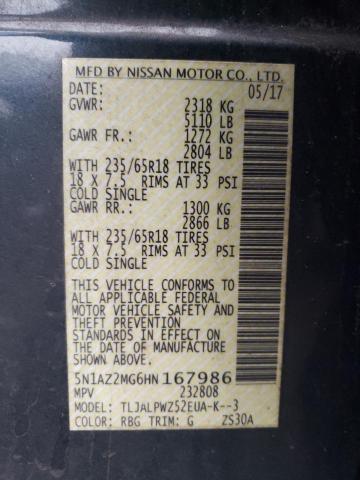 MFD BY NISSAN MOTOR CO., LTD.
DATE: 05/17
GVWR: 2318 KG
5110 LB
GAWR FR.: 1272 KG
2804 LB
WITH 235/65R18 TIRES
18 X 7.5 RIMS AT 33 PSI
COLD SINGLE
GAWR RR.: 1300 KG
2866 LB
WITH 235/65R18 TIRES
18 X 7.5 RIMS AT 33 PSI
COLD SINGLE
THIS VEHICLE CONFORMS TO
ALL APPLICABLE FEDERAL
MOTOR VEHICLE SAFETY
AND THEFT PREVENTION
STANDARDS IN EFFECT ON
THE DATE OF MANUFACTURE
SHOWN ABOVE.
5N1AZ2MG6HN167986
MPV 232808
MODEL: TLJALPWZ52EUA-K--3
COLOR: RBG TRIM: G ZS30A